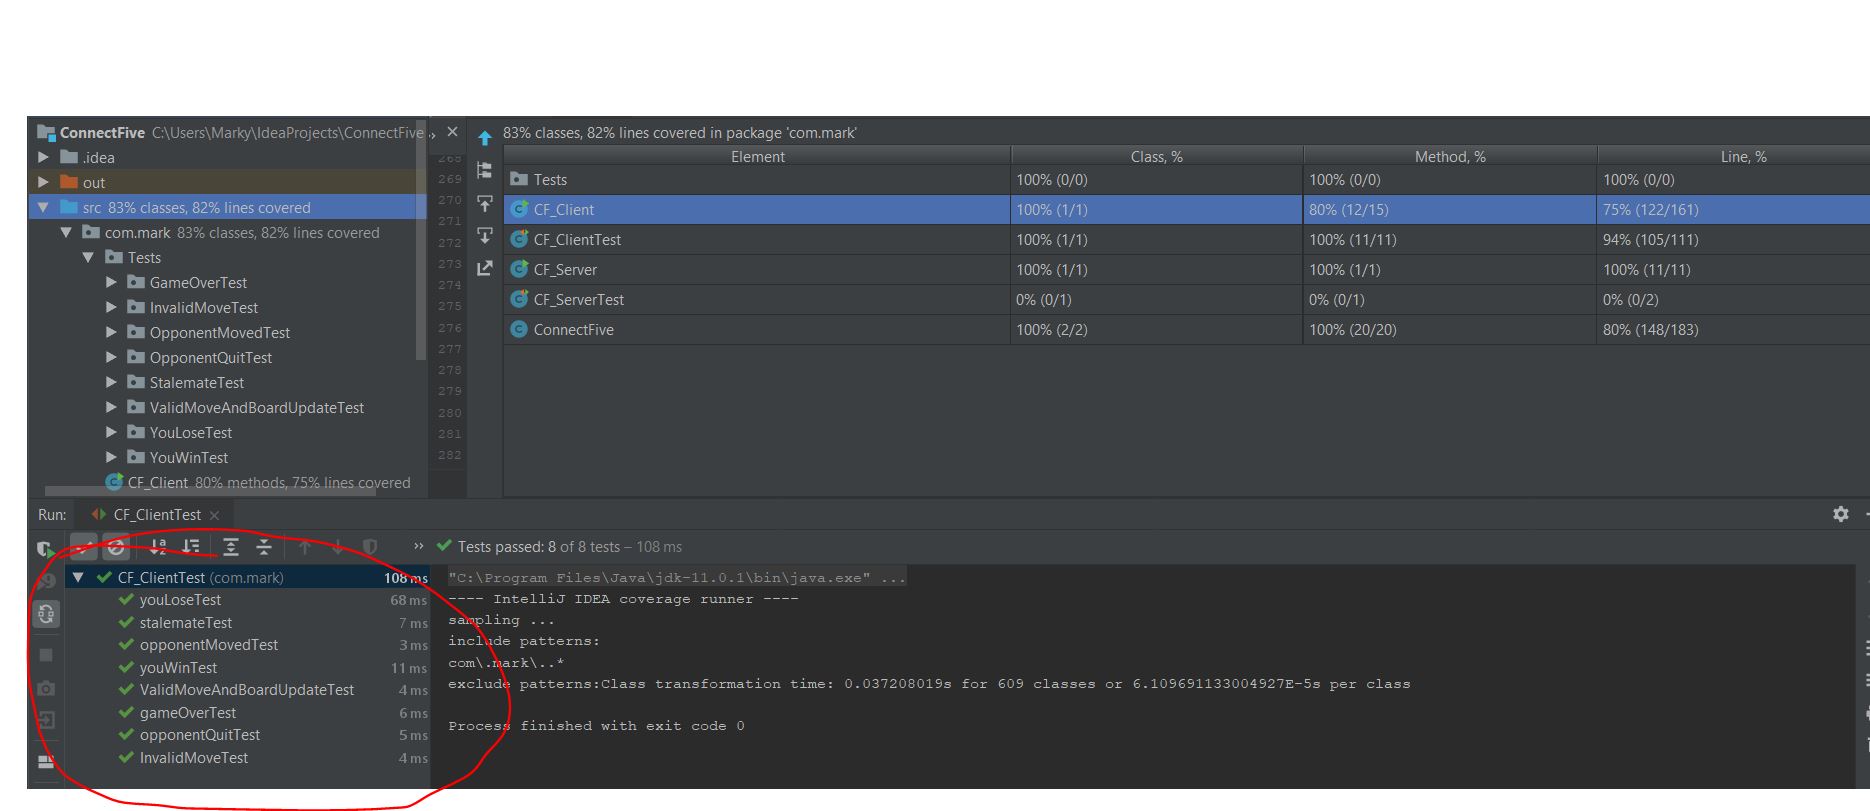 ConnectFive C:\Users\Marky\IdeaProjects\ConnectFive
.idea
out
src 83% classes, 82% lines covered
com.mark 83% classes, 82% lines covered
Tests
GameOverTest
InvalidMoveTest
OpponentMovedTest
OpponentQuitTest
StalemateTest
ValidMoveAndBoardUpdateTest
YouLoseTest
YouWinTest
CF_Client 80% methods, 75% lines covered
268
269
270
271
272
273
274
275
276
277
278
279
280
281
282
83% classes, 82% lines covered in package 'com.mark'
Element Class, % Method, % Line, %
Tests 100% (0/0) 100% (0/0) 100% (0/0)
CF_Client 100% (1/1) 80% (12/15) 75% (122/161)
CF_ClientTest 100% (1/1) 100% (11/11) 94% (105/111)
CF_Server 100% (1/1) 100% (1/1) 100% (11/11)
CF_ServerTest 0% (0/1) 0% (0/1) 0% (0/2)
ConnectFive 100% (2/2) 100% (20/20) 80% (148/183)
Run: CF_ClientTest
Tests passed: 8 of 8 tests – 108 ms
CF_ClientTest (com.mark) 108 ms
youLoseTest 68 ms
stalemateTest 7 ms
opponentMovedTest 3 ms
youWinTest 11 ms
ValidMoveAndBoardUpdateTest 4 ms
gameOverTest 6 ms
opponentQuitTest 5 ms
InvalidMoveTest 4 ms
"C:\Program Files\Java\jdk-11.0.1\bin\java.exe" ...
---- IntelliJ IDEA coverage runner ----
sampling ...
include patterns:
com\.mark\..*
exclude patterns:Class transformation time: 0.037208019s for 609 classes or 6.109691133004927E-5s per class
Process finished with exit code 0